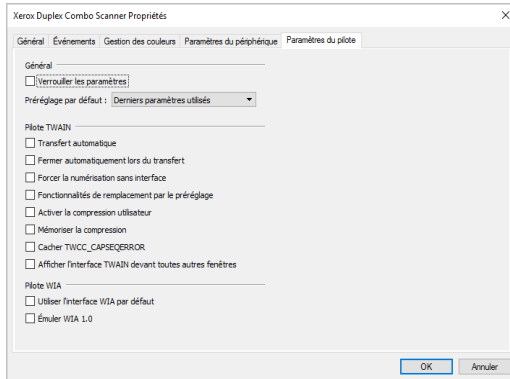 Xerox Duplex Combo Scanner Propriétés
Général Événements Gestion des couleurs Paramètres du périphérique Paramètres du pilote
Général
Verrouiller les paramètres
Préréglage par défaut : Derniers paramètres utilisés
Pilote TWAIN
Transfert automatique
Fermer automatiquement lors du transfert
Forcer la numérisation sans interface
Fonctionnalités de remplacement par le préréglage
Activer la compression utilisateur
Mémoriser la compression
Cacher TWCC_CAPSEQERROR
Afficher l'interface TWAIN devant toutes autres fenêtres
Pilote WIA
Utiliser l'interface WIA par défaut
Émuler WIA 1.0
OK Annuler